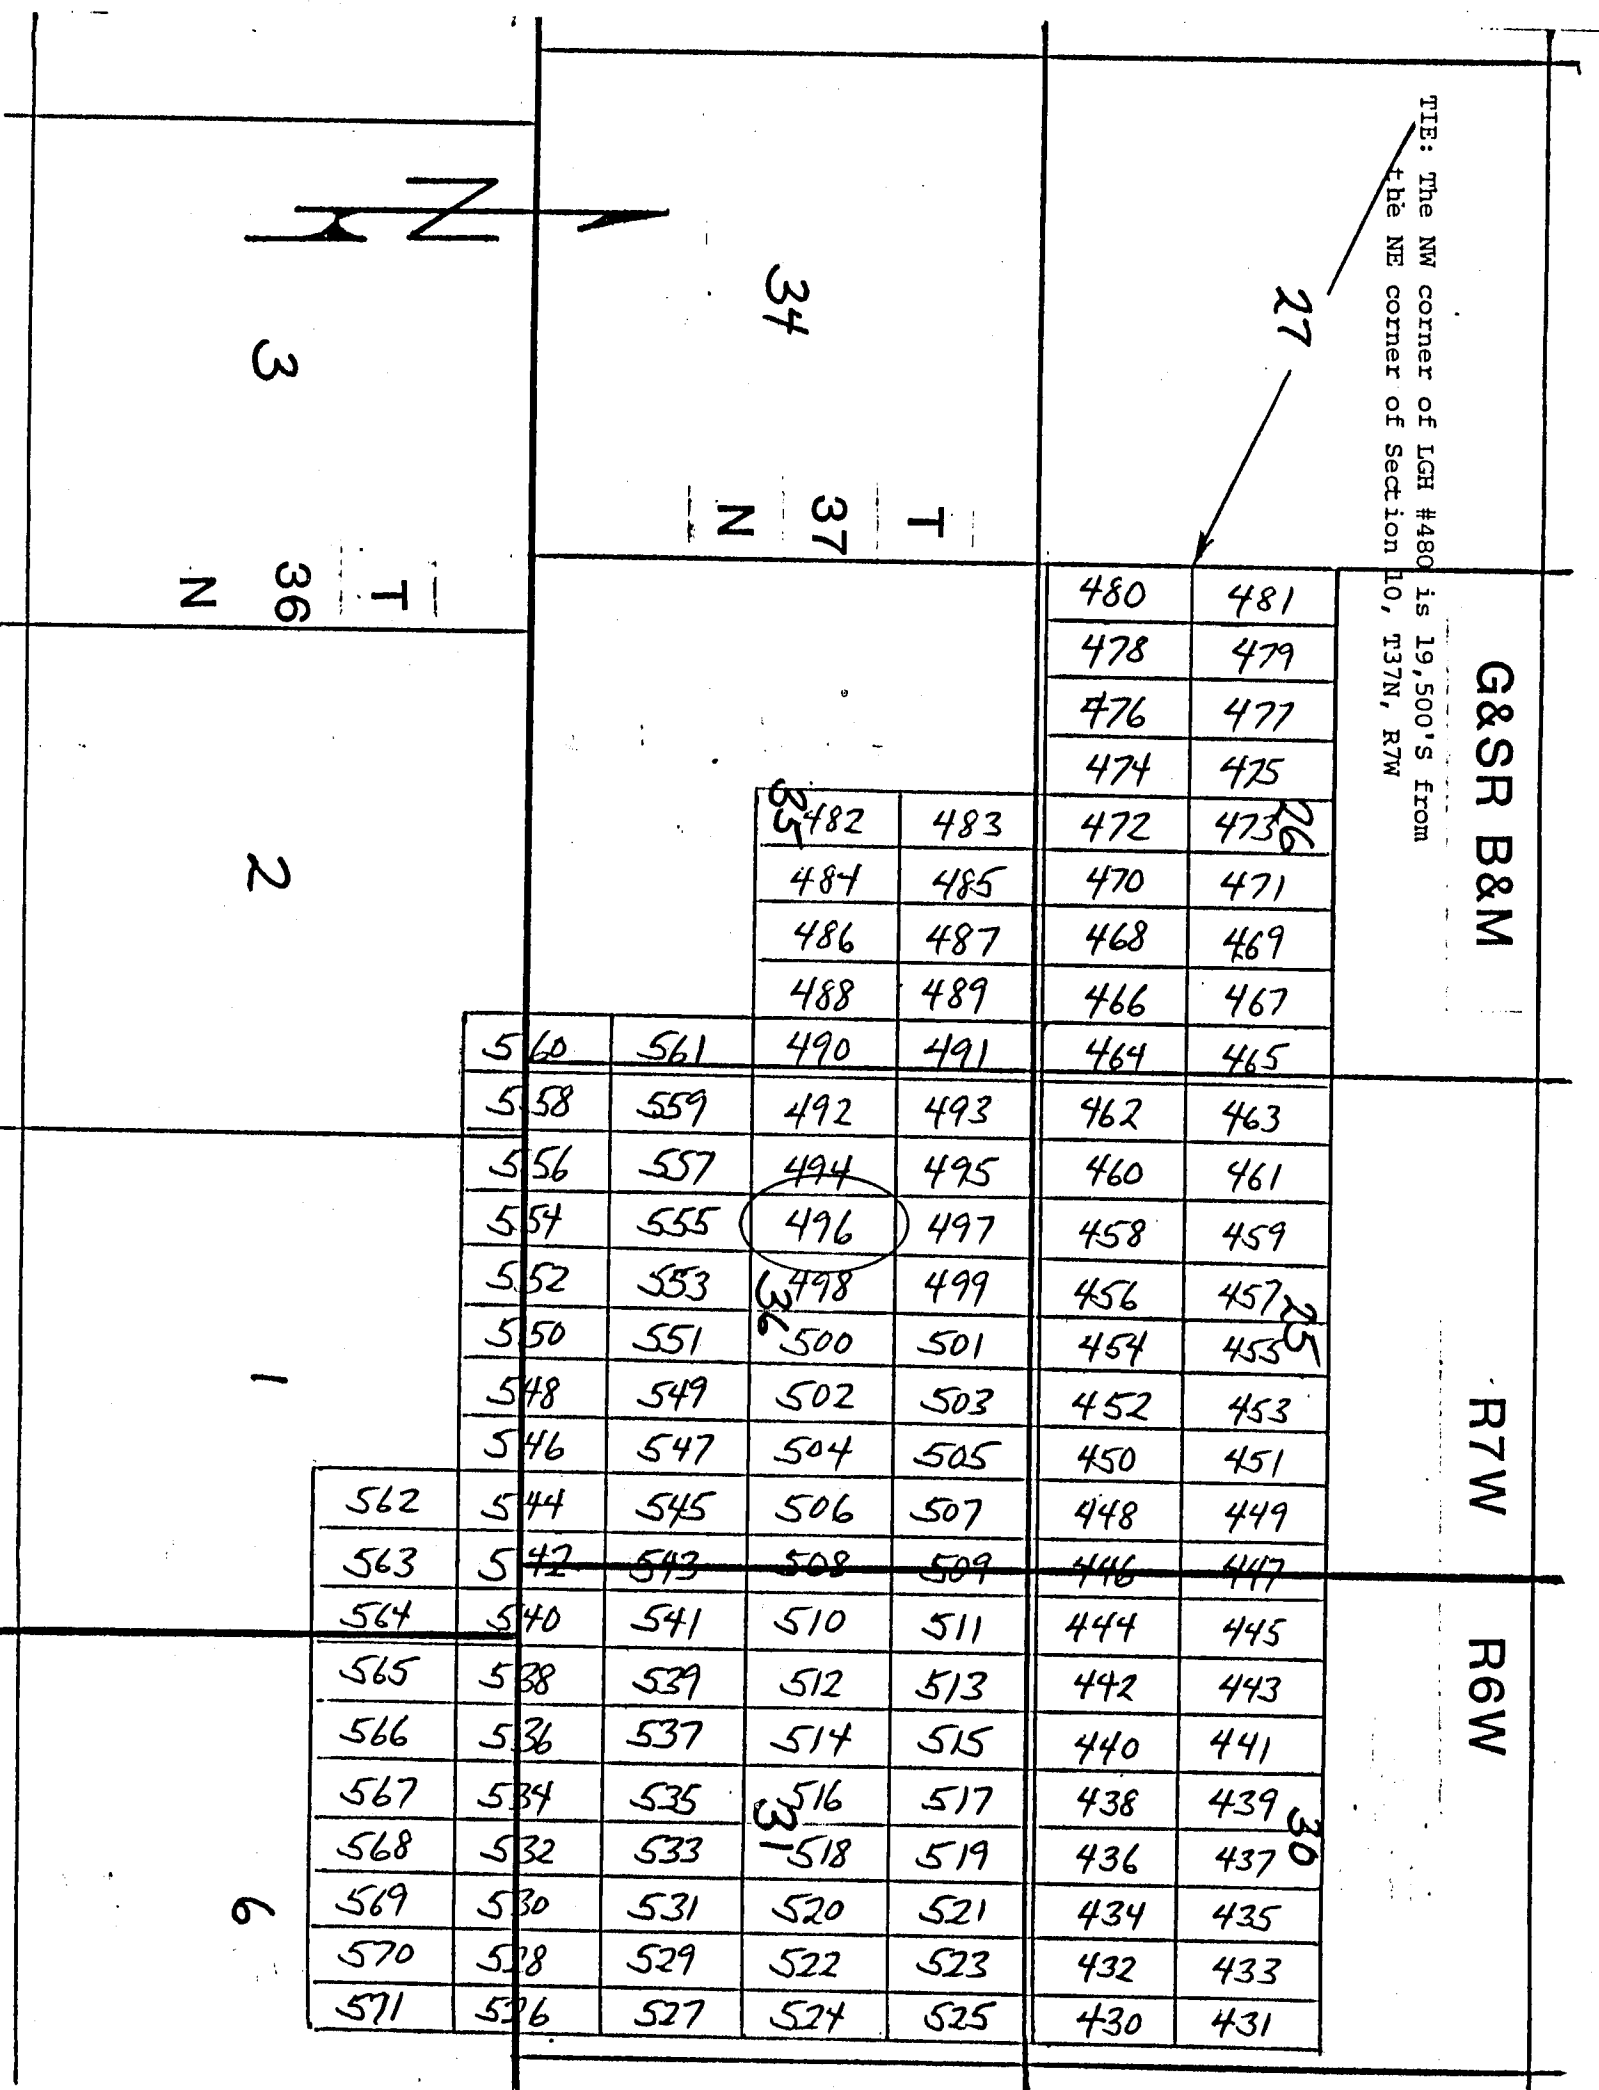 TIE: The NW corner of LGH #480 is 19,500'S from
the NE corner of Section 10, T37N, R7W
G&SR B&M
R7W
R6W
27
26
25
30
34
35
36
31
3
2
1
6
T
37
N
T
36
N
N
480 481
478 479
476 477
474 475
482 483 472 473
484 485 470 471
486 487 468 469
488 489 466 467
560 561 490 491 464 465
558 559 492 493 462 463
556 557 494 495 460 461
554 555 496 497 458 459
552 553 498 499 456 457
550 551 500 501 454 455
548 549 502 503 452 453
546 547 504 505 450 451
562 544 545 506 507 448 449
563 542 543 508 509 446 447
564 540 541 510 511 444 445
565 538 539 512 513 442 443
566 536 537 514 515 440 441
567 534 535 516 517 438 439
568 532 533 518 519 436 437
569 530 531 520 521 434 435
570 528 529 522 523 432 433
571 526 527 524 525 430 431